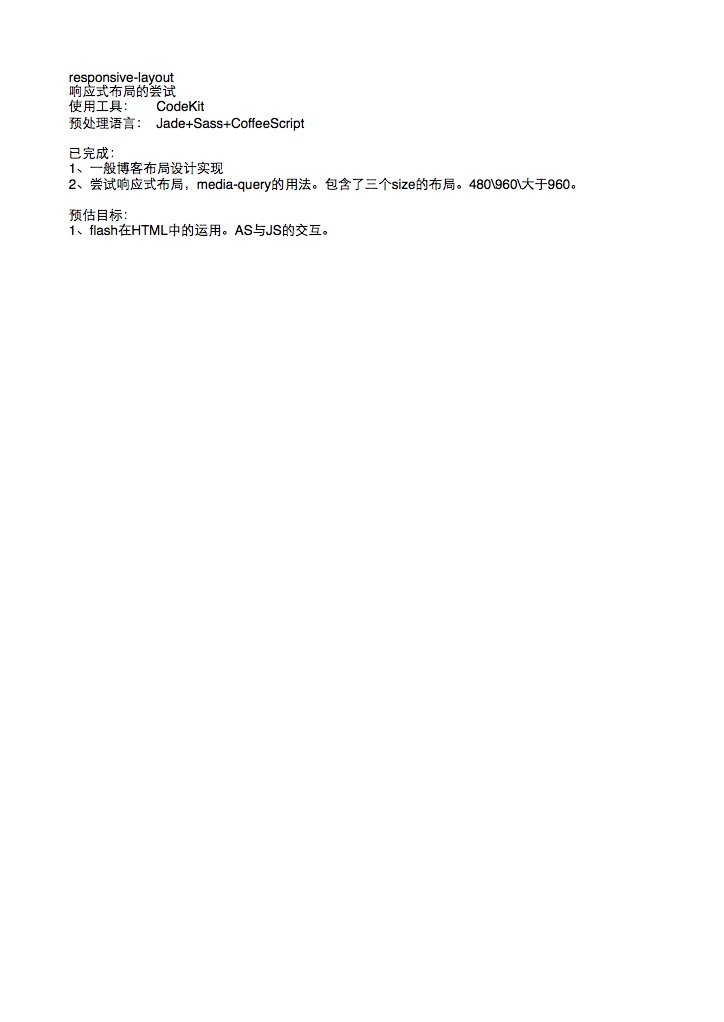 responsive-layout
响应式布局的尝试
使用工具： CodeKit
预处理语言： Jade+Sass+CoffeeScript
已完成：
1、一般博客布局设计实现
2、尝试响应式布局，media-query的用法。包含了三个size的布局。480\960\大于960。
预估目标：
1、flash在HTML中的运用。AS与JS的交互。